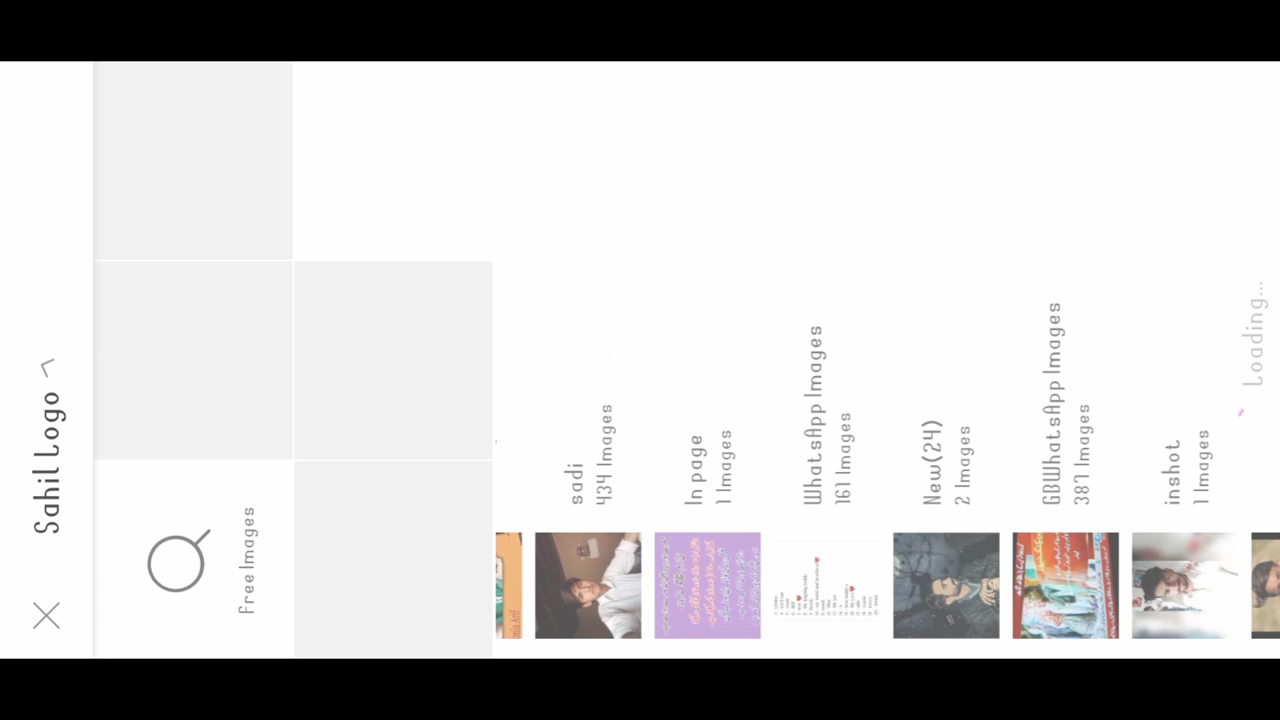 Sahil Logo
free Images
sadi
434 Images
In page
1 Images
WhatsApp Images
161 Images
New(24)
2 Images
GBWhatsApp Images
387 Images
inshot
1 Images
Loading...